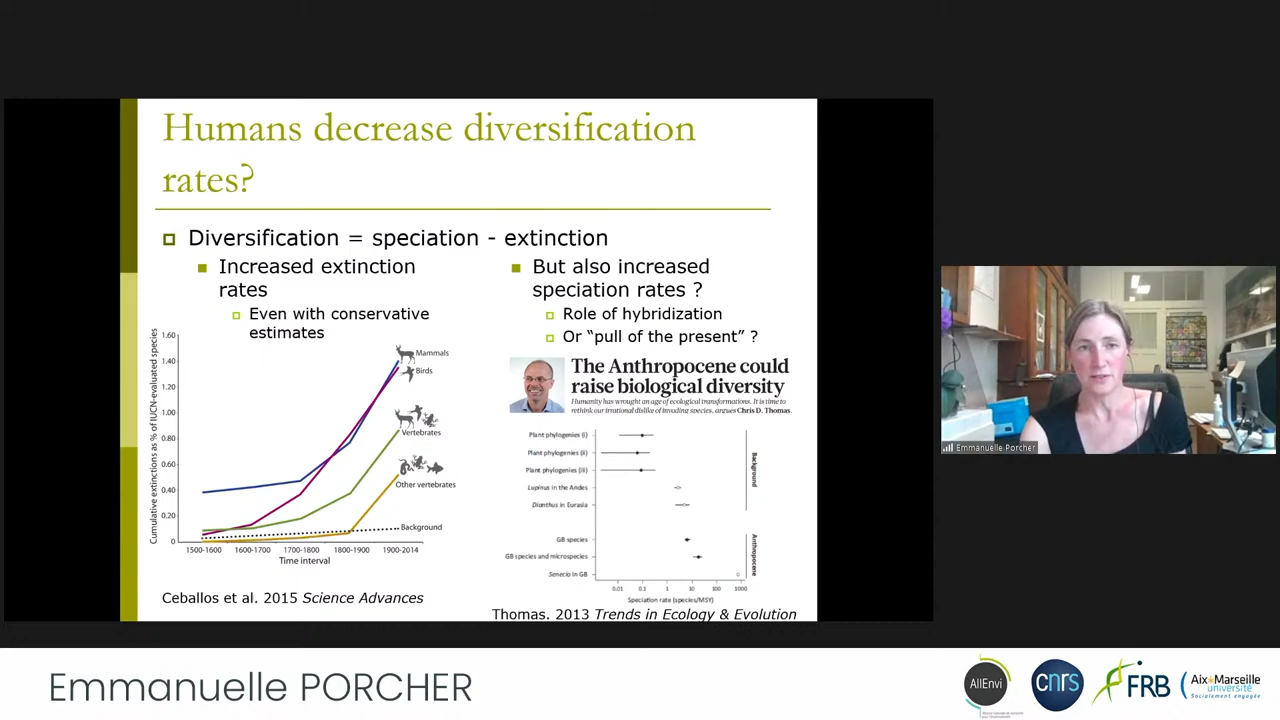 Humans decrease diversification
rates?
Diversification = speciation - extinction
Increased extinction
rates
Even with conservative
estimates
Cumulative extinctions as % of IUCN-evaluated species
1.60
1.40
1.20
1.00
0.80
0.60
0.40
0.20
0
Mammals
Birds
Vertebrates
Other vertebrates
Background
1500-1600 1600-1700 1700-1800 1800-1900 1900-2014
Time interval
Ceballos et al. 2015 Science Advances
But also increased
speciation rates ?
Role of hybridization
Or “pull of the present” ?
The Anthropocene could
raise biological diversity
Humanity has wrought an age of ecological transformations. It is time to
rethink our irrational dislike of invading species, argues Chris D. Thomas.
Plant phylogenies (i)
Plant phylogenies (ii)
Plant phylogenies (iii)
Lupinus in the Andes
Dianthus in Eurasia
GB species
GB species and microspecies
Senecio in GB
Background
Anthropocene
0.01 0.1 1 10 100 1000
Speciation rate (species/MSY)
Thomas. 2013 Trends in Ecology & Evolution
Emmanuelle Porcher
Emmanuelle PORCHER
AllEnvi
cnrs
FRB
Aix*Marseille
université
Socialement engagée